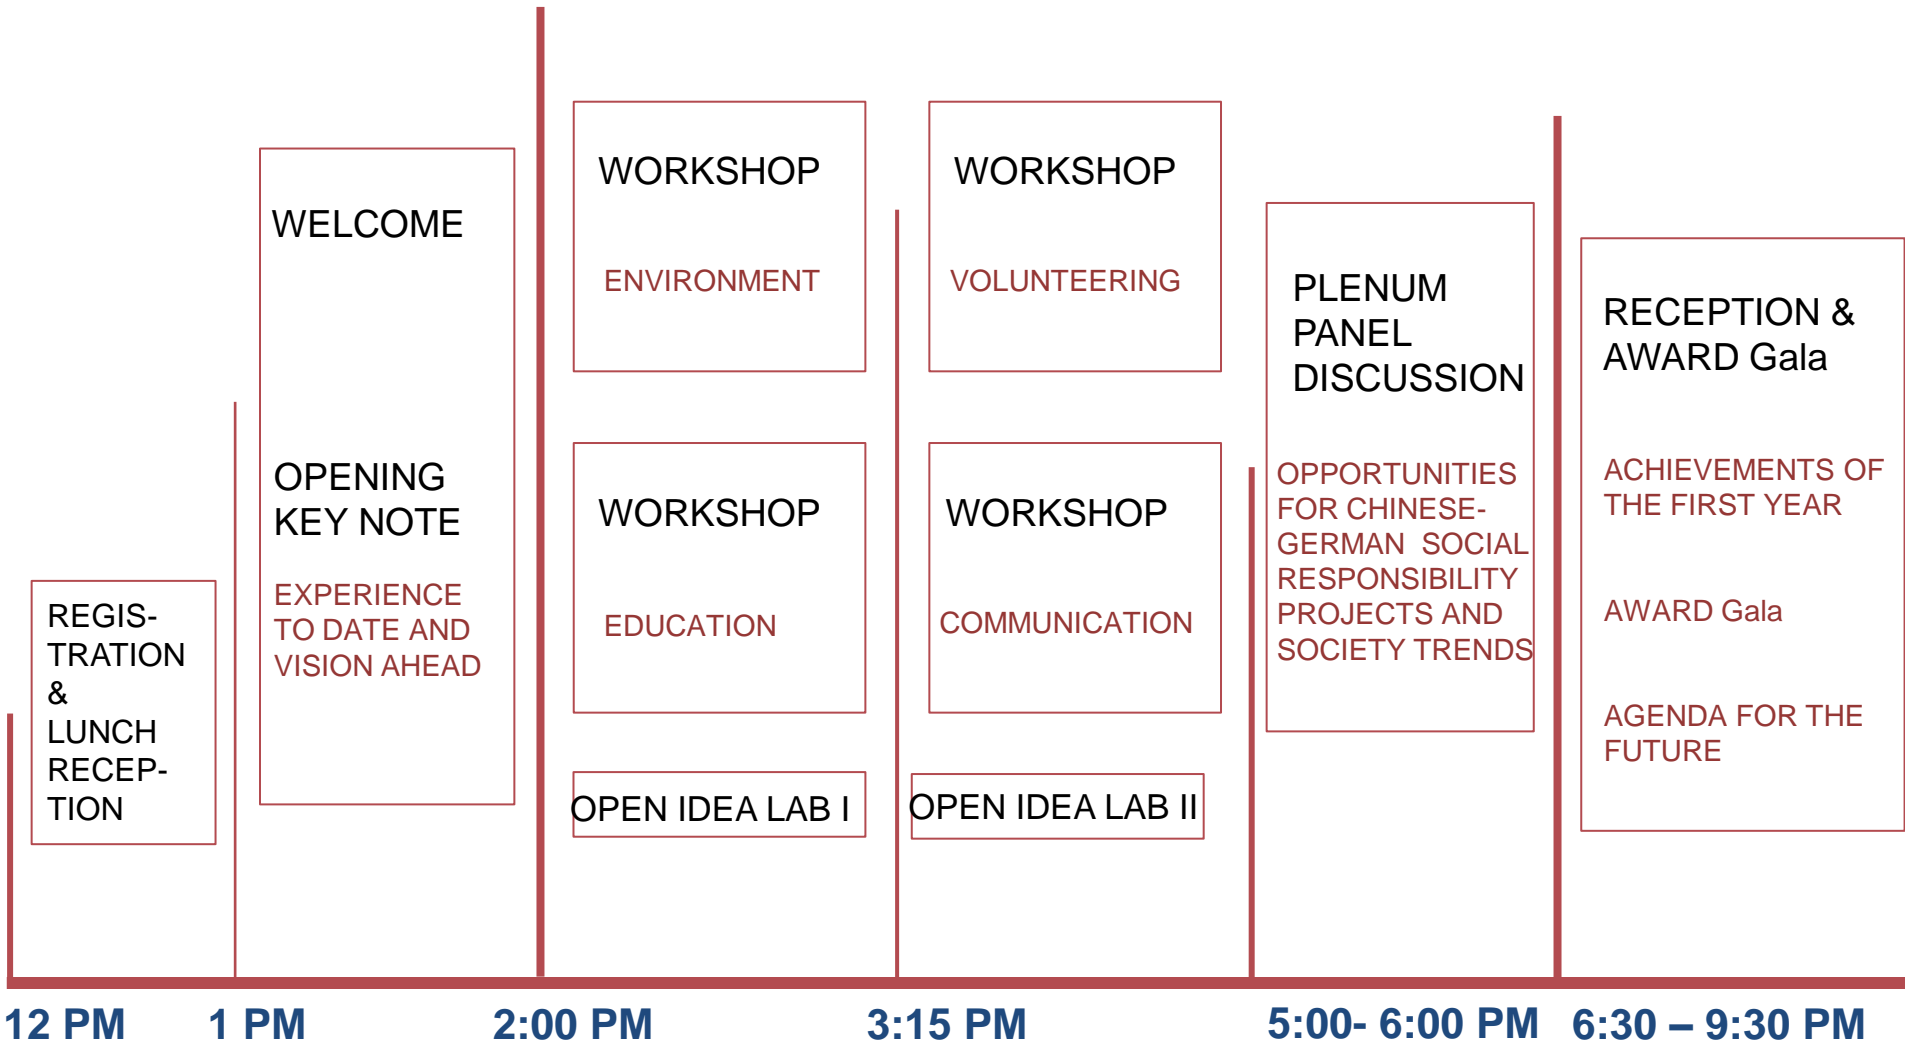 REGIS-
TRATION
&
LUNCH
RECEP-
TION
WELCOME
OPENING
KEY NOTE
EXPERIENCE
TO DATE AND
VISION AHEAD
WORKSHOP
ENVIRONMENT
WORKSHOP
EDUCATION
OPEN IDEA LAB I
WORKSHOP
VOLUNTEERING
WORKSHOP
COMMUNICATION
OPEN IDEA LAB II
PLENUM
PANEL
DISCUSSION
OPPORTUNITIES
FOR CHINESE-
GERMAN SOCIAL
RESPONSIBILITY
PROJECTS AND
SOCIETY TRENDS
RECEPTION &
AWARD Gala
ACHIEVEMENTS OF
THE FIRST YEAR
AWARD Gala
AGENDA FOR THE
FUTURE
12 PM
1 PM
2:00 PM
3:15 PM
5:00- 6:00 PM
6:30 – 9:30 PM